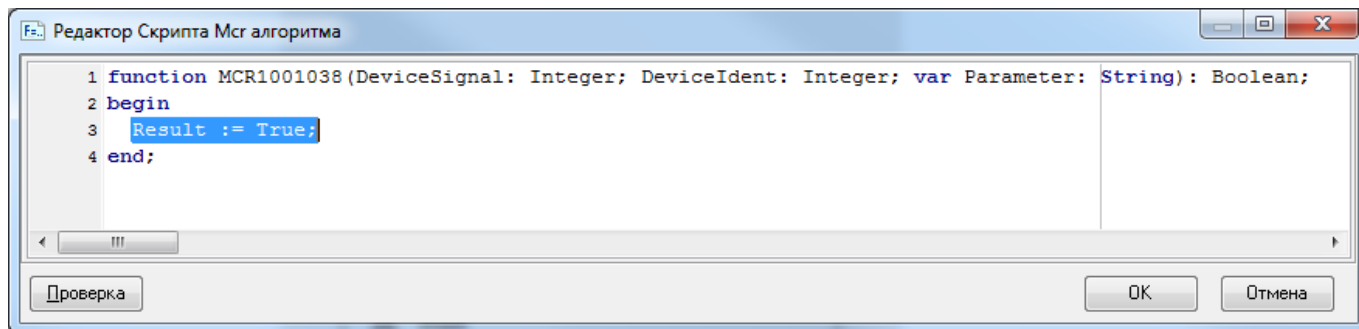 F=.. Редактор Скрипта Mcr алгоритма
1 function MCR1001038(DeviceSignal: Integer; DeviceIdent: Integer; var Parameter: String): Boolean;
2 begin
3 Result := True;
4 end;
Проверка
OK
Отмена